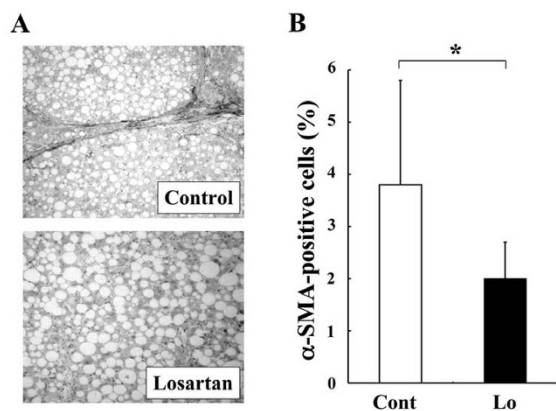 A
Control
Losartan
B
*
α-SMA-positive cells (%)
6
5
4
3
2
1
0
Cont
Lo